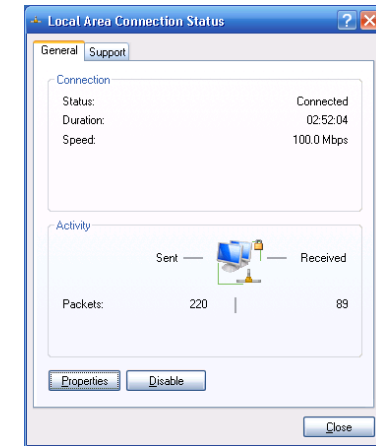 Local Area Connection Status
General Support
Connection
Status: Connected
Duration: 02:52:04
Speed: 100.0 Mbps
Activity
Sent Received
Packets: 220 89
Properties Disable
Close